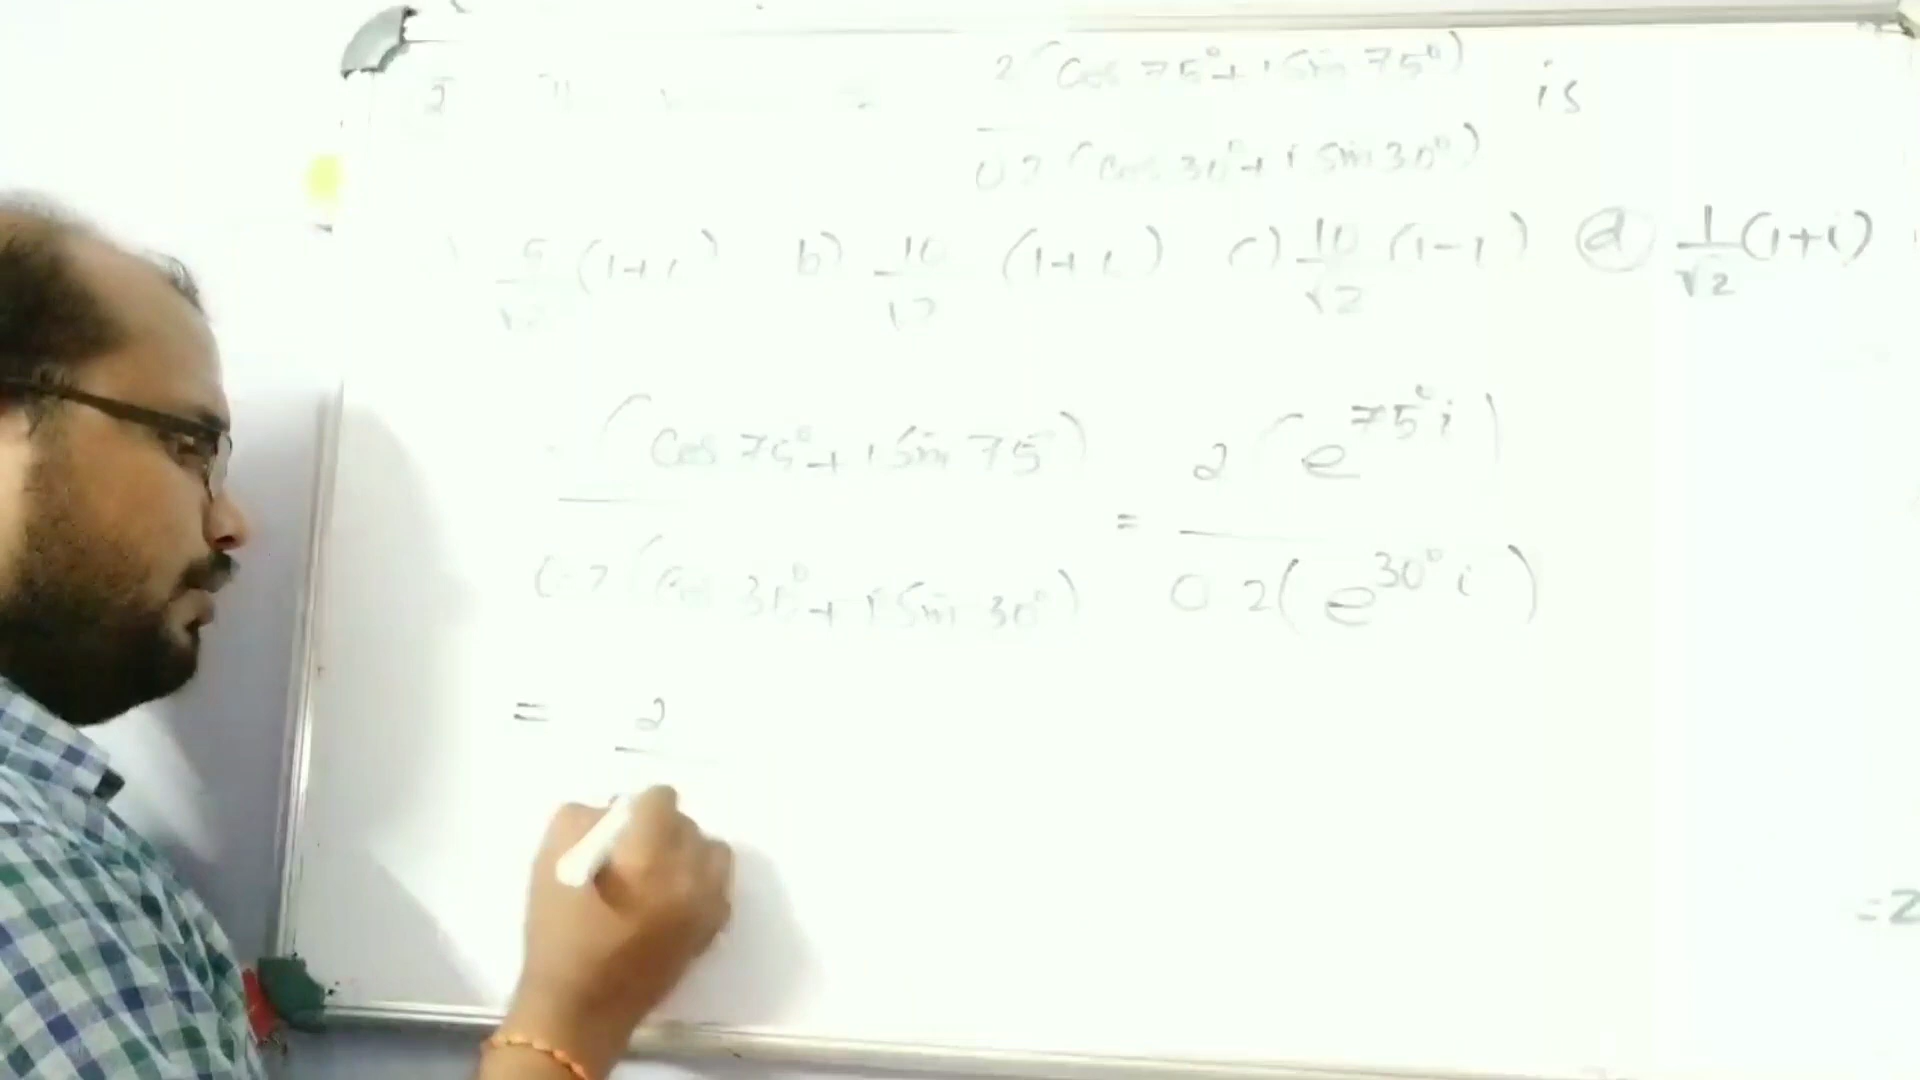 2 (Cos 75° + i Sin 75°)
is
0.2 (Cos 30° + i Sin 30°)
5/√2 (1+i) b) 10/√2 (1+i) c) 10/√2 (1-i) d) 1/√2 (1+i)
(Cos 75° + i Sin 75) = 2 (e^75°i)
0.2 (Cos 30° + i Sin 30°) 0.2 (e^30°i)
= 2
=2